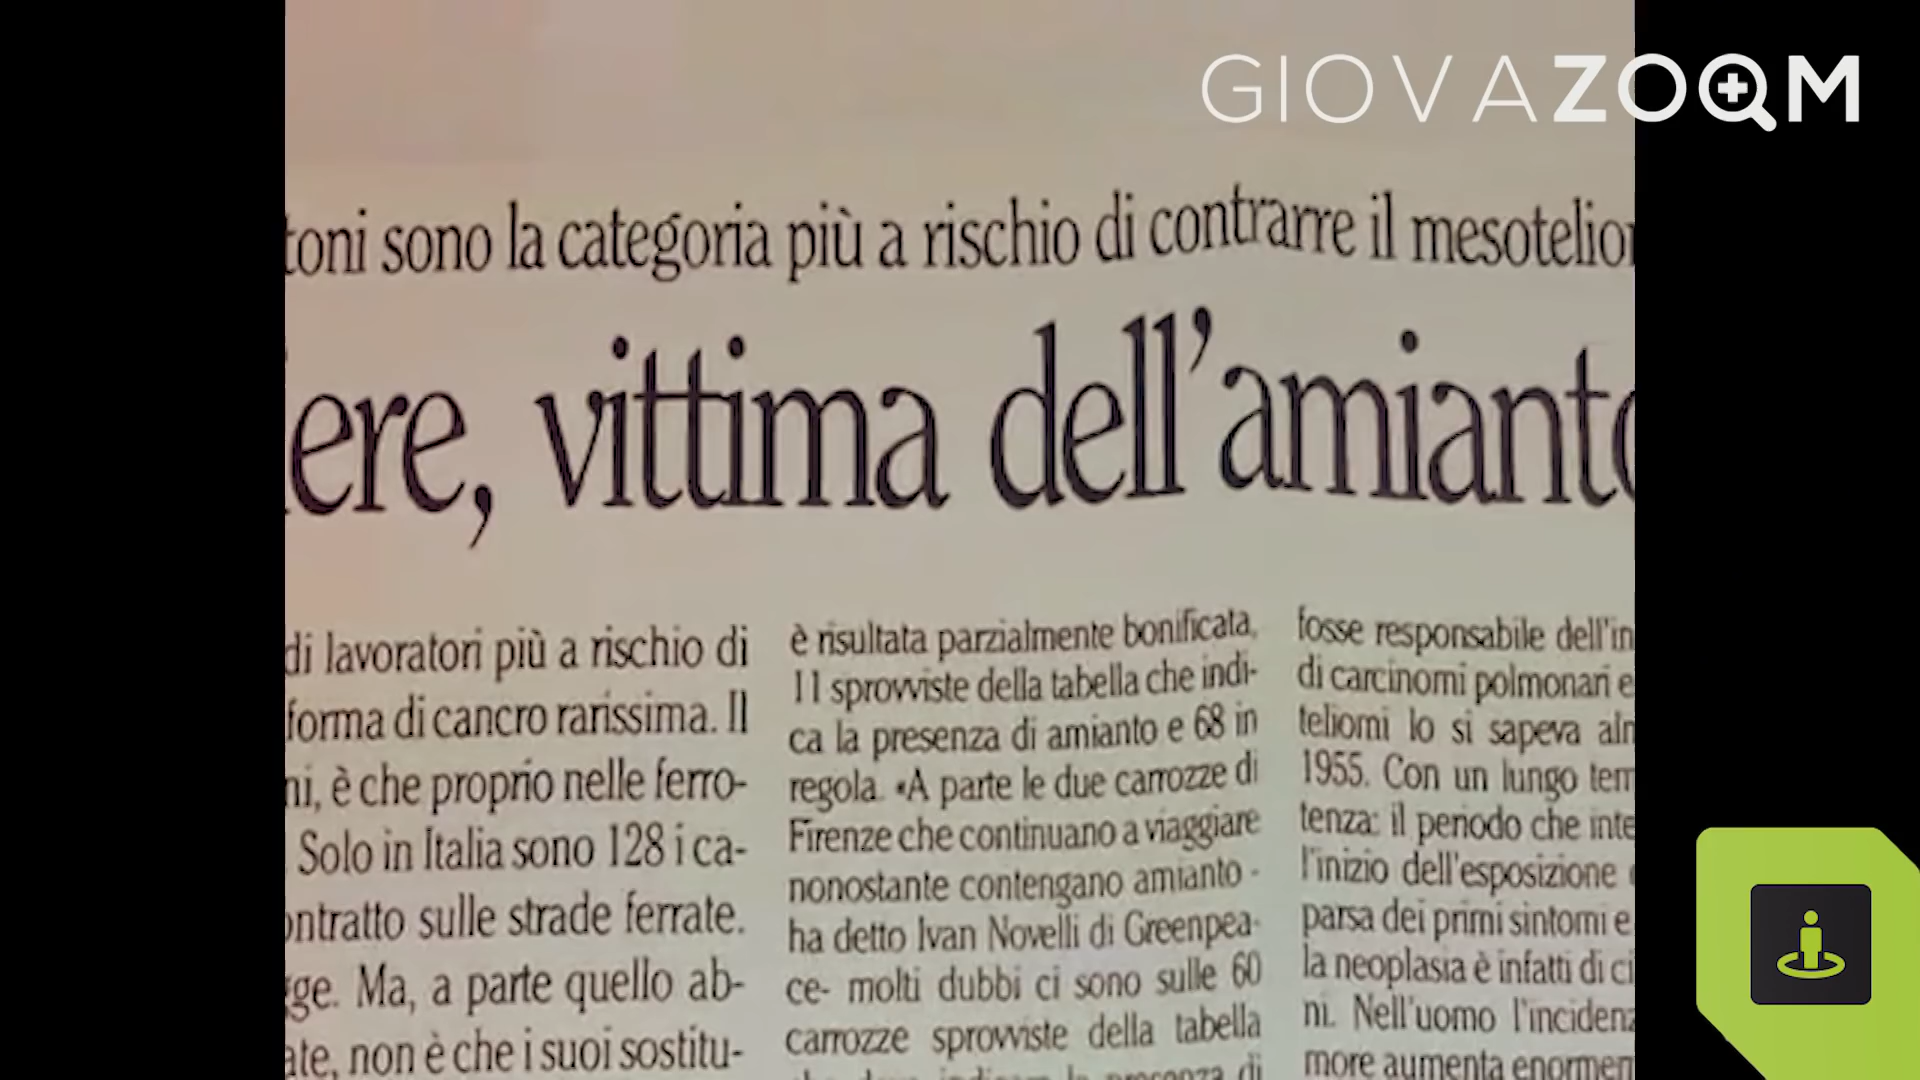 GIOVAZOOM
toni sono la categoria più a rischio di contrarre il mesotelior
iere, vittima dell'amianto
di lavoratori più a rischio di
forma di cancro rarissima. Il
ni, è che proprio nelle ferro-
Solo in Italia sono 128 i ca-
ontratto sulle strade ferrate.
gge. Ma, a parte quello ab-
ate, non è che i suoi sostitu-
è risultata parzialmente bonificata,
11 sprovviste della tabella che indi-
ca la presenza di amianto e 68 in
regola. «A parte le due carrozze di
Firenze che continuano a viaggiare
nonostante contengano amianto -
ha detto Ivan Novelli di Greenpea-
ce- molti dubbi ci sono sulle 60
carrozze sprovviste della tabella
presenza di
fosse responsabile dell'in
di carcinomi polmonari e
teliomi lo si sapeva alm
1955. Con un lungo tem
tenza: il periodo che inte
l'inizio dell'esposizione
parsa dei primi sintomi e
la neoplasia è infatti di ci
ni. Nell'uomo l'incidenz
more aumenta enormem